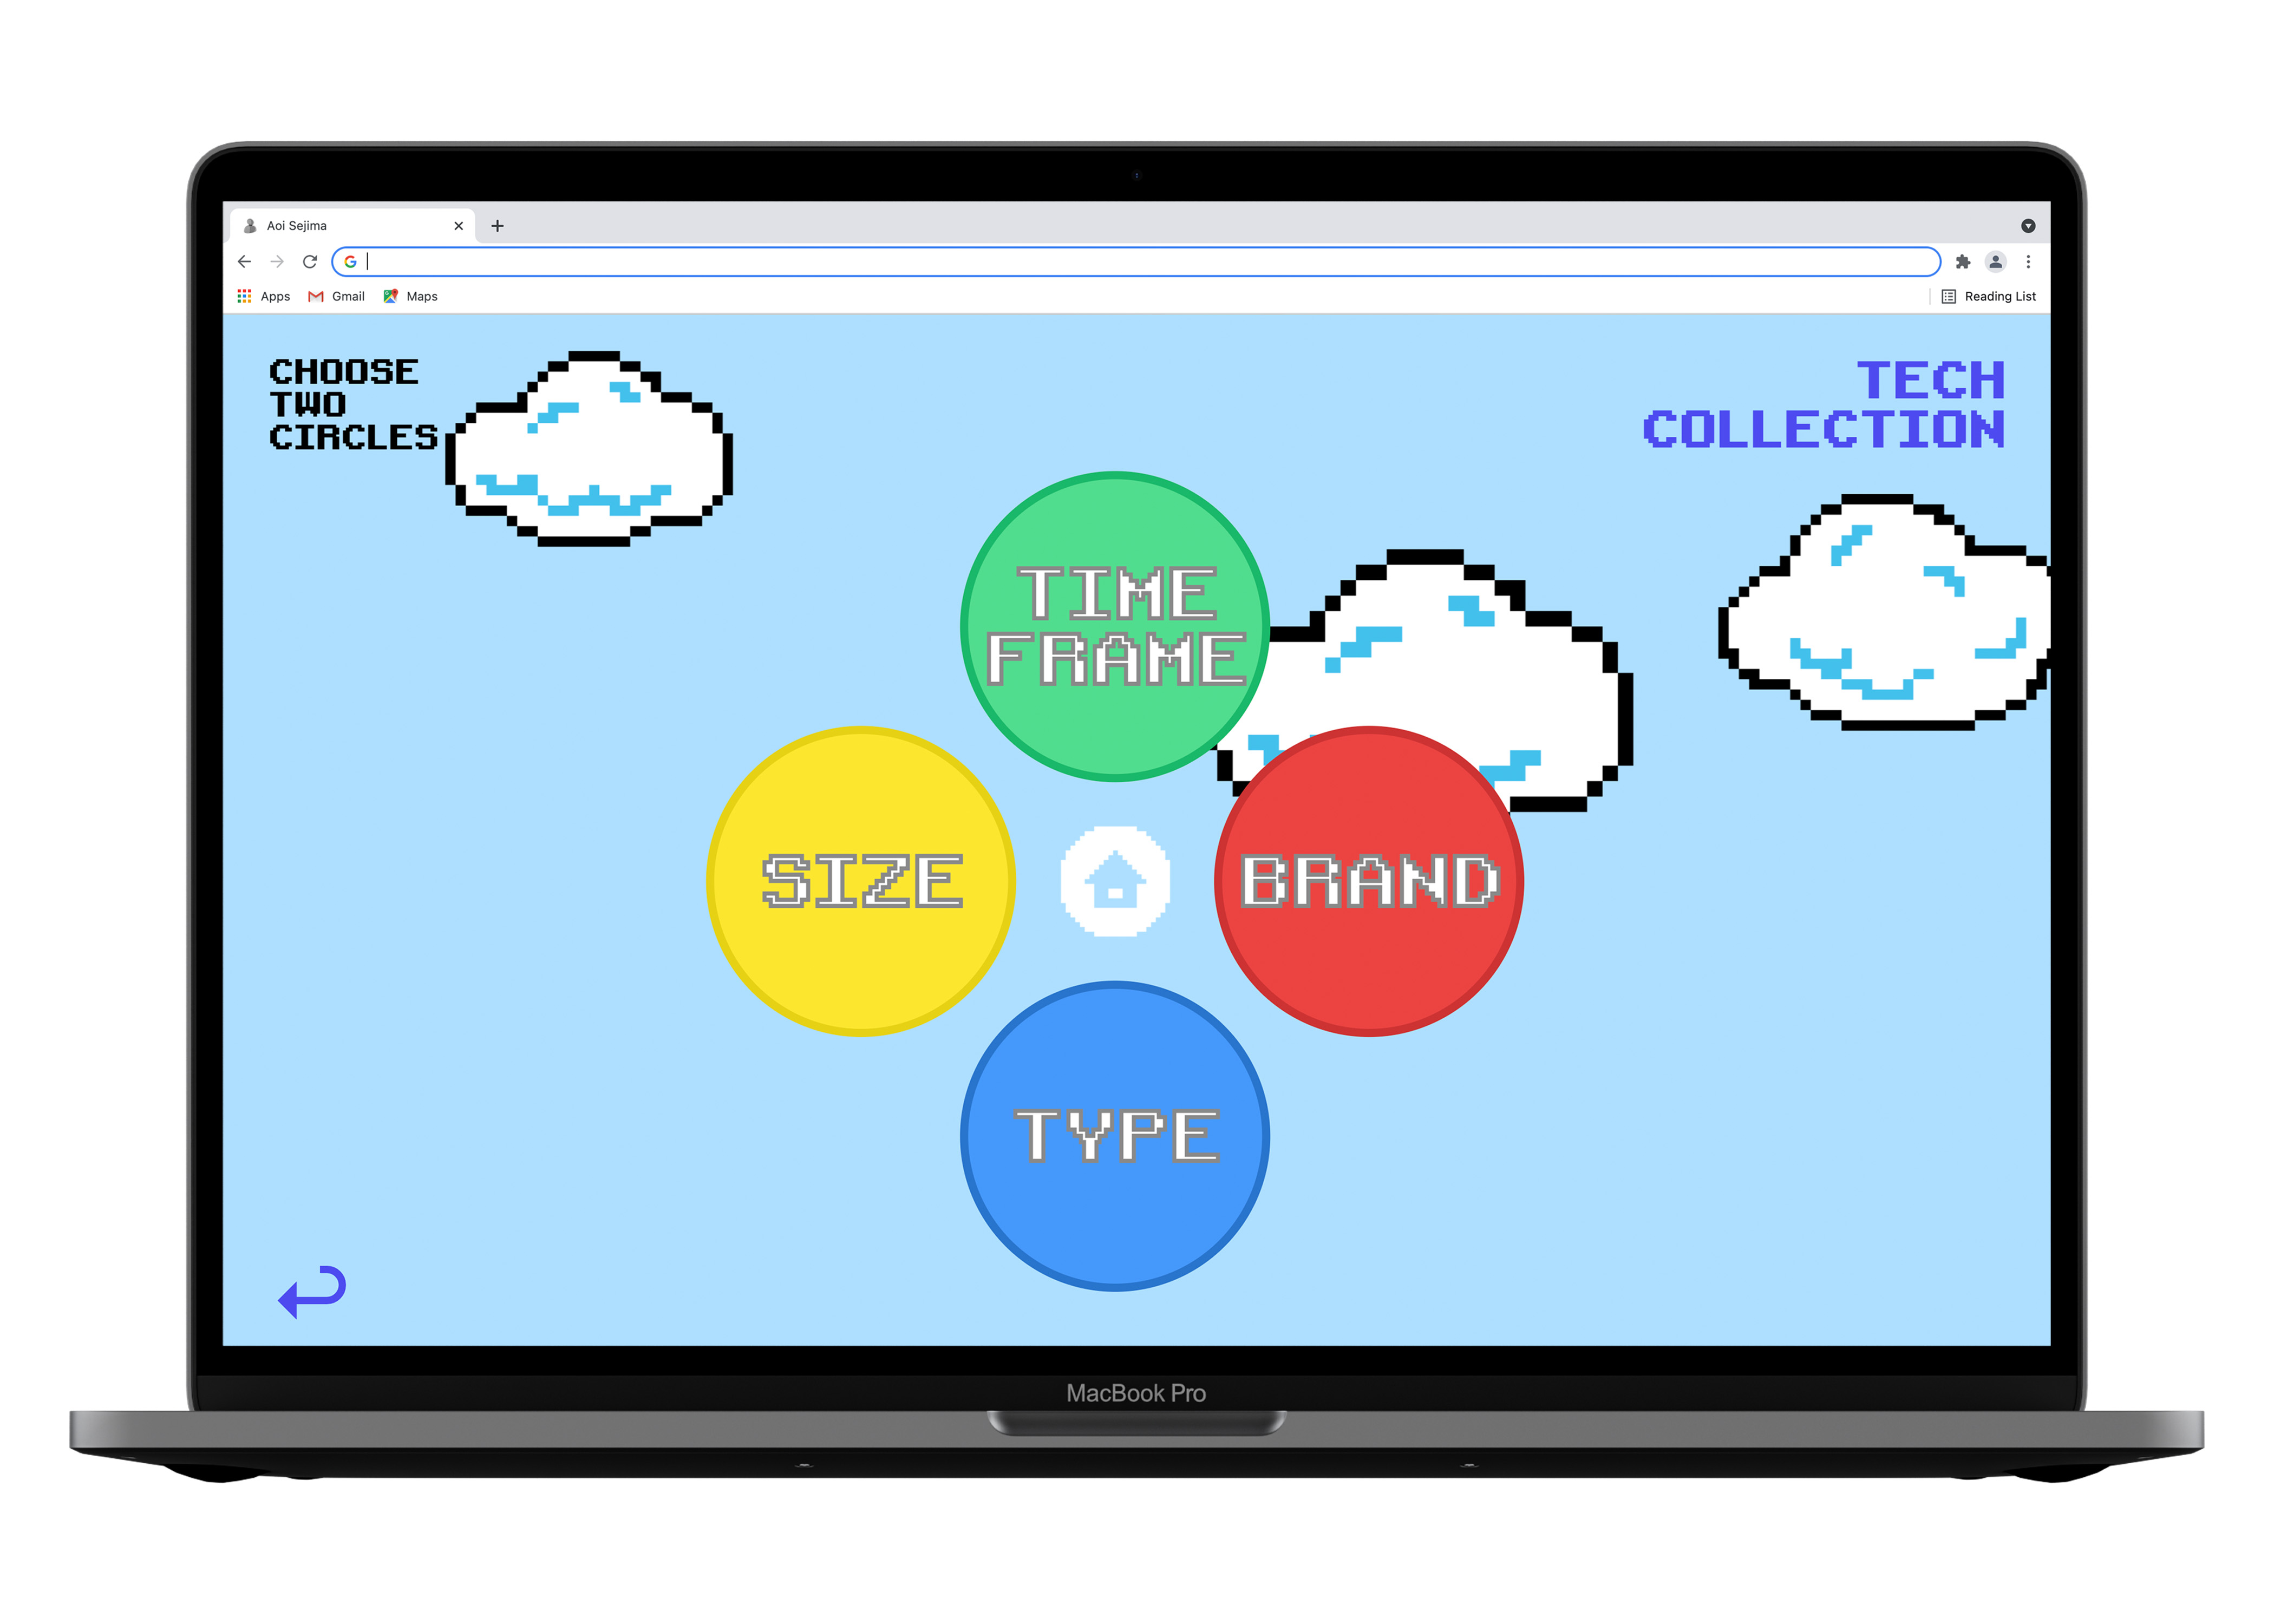 Aoi Sejima
Apps Gmail Maps Reading List
CHOOSE
TWO
CIRCLES
TECH
COLLECTION
TIME
FRAME
SIZE
BRAND
TYPE
MacBook Pro